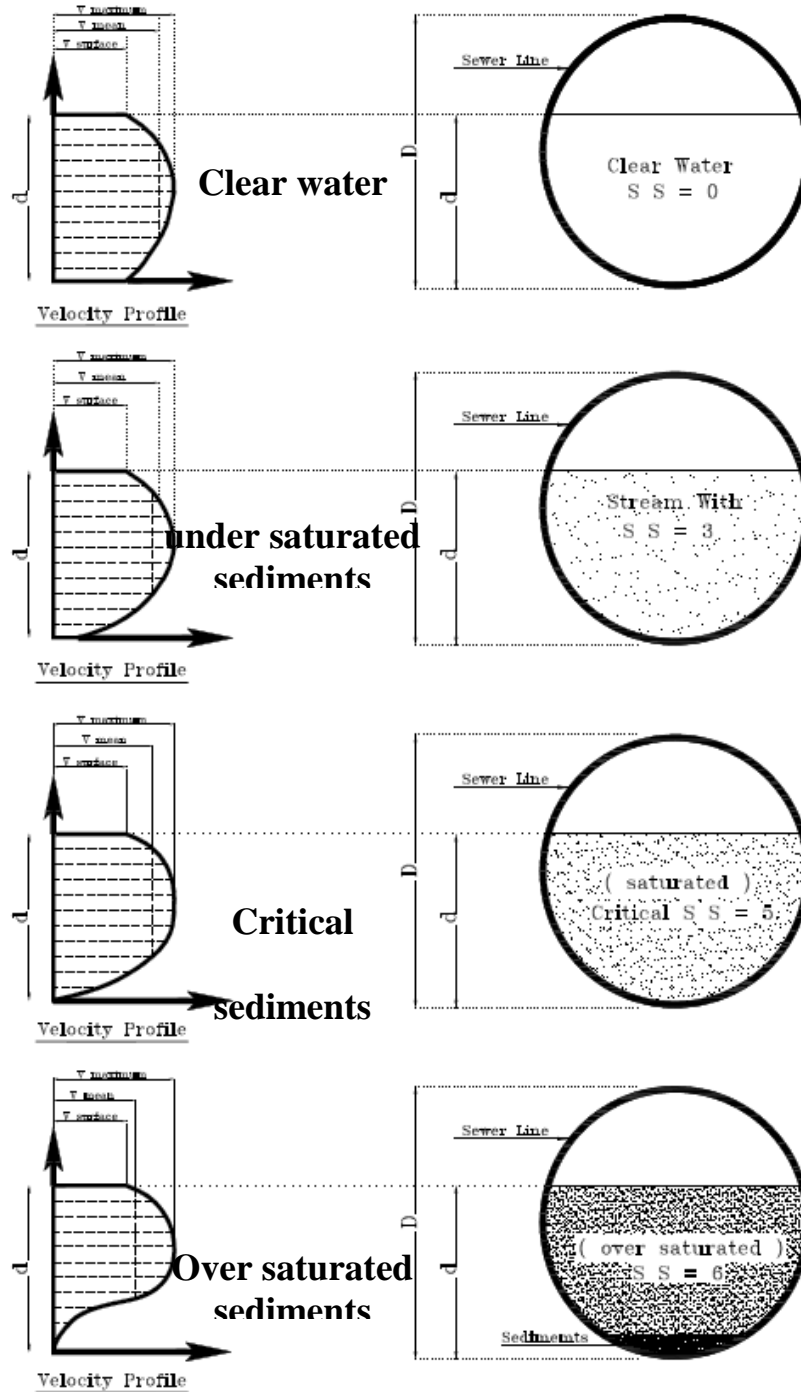 V maximum
V mean
V surface
Sewer Line
D
d
d
Clear water
Clear Water
S S = 0
Velocity Profile
V maximum
V mean
V surface
Sewer Line
D
d
d
under saturated
sediments
Stream With
S S = 3
Velocity Profile
V maximum
V mean
V surface
Sewer Line
D
d
d
Critical
sediments
( saturated )
Critical S S = 5
Velocity Profile
V maximum
V mean
V surface
Sewer Line
D
d
d
Over saturated
sediments
( over saturated )
S S = 6
Sedimemts
Velocity Profile